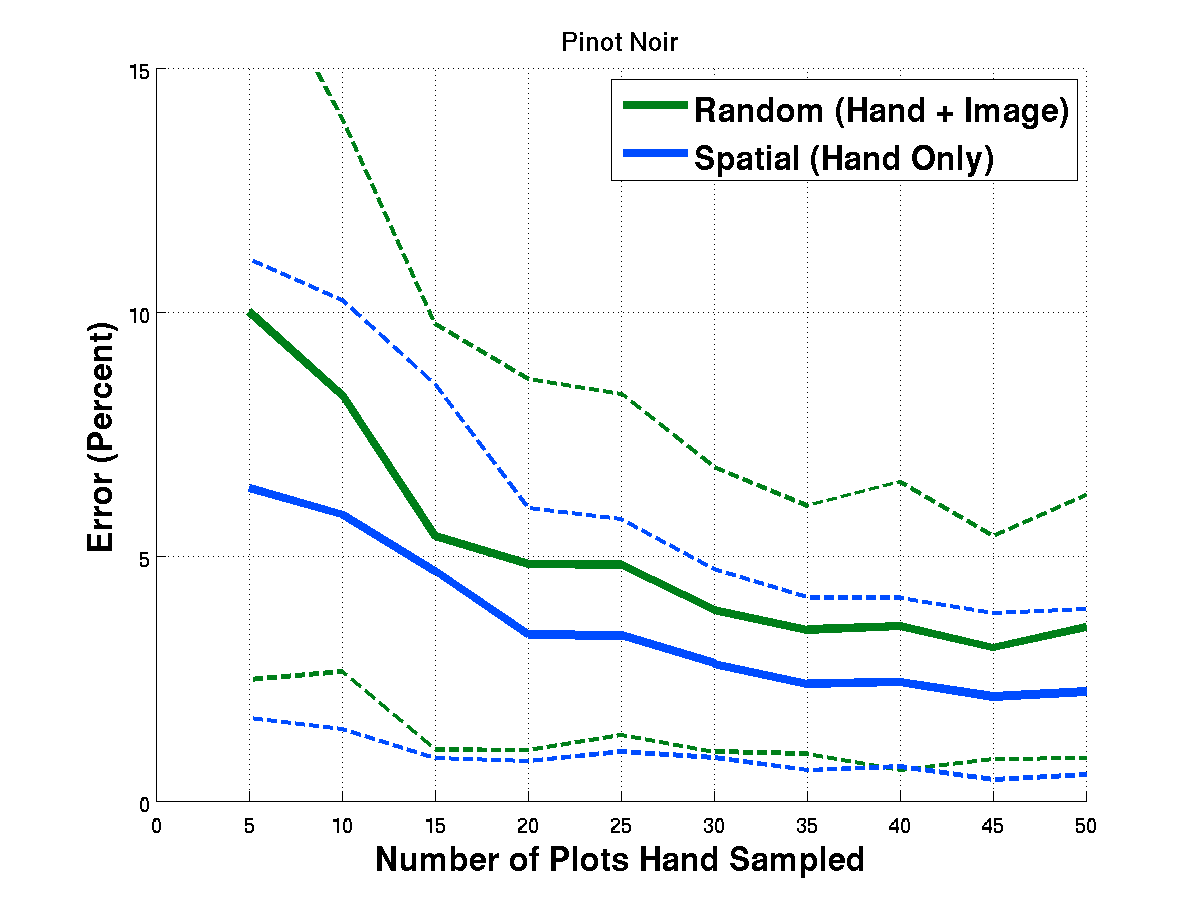 Pinot Noir
15
10
5
0
Error (Percent)
Random (Hand + Image)
Spatial (Hand Only)
0 5 10 15 20 25 30 35 40 45 50
Number of Plots Hand Sampled